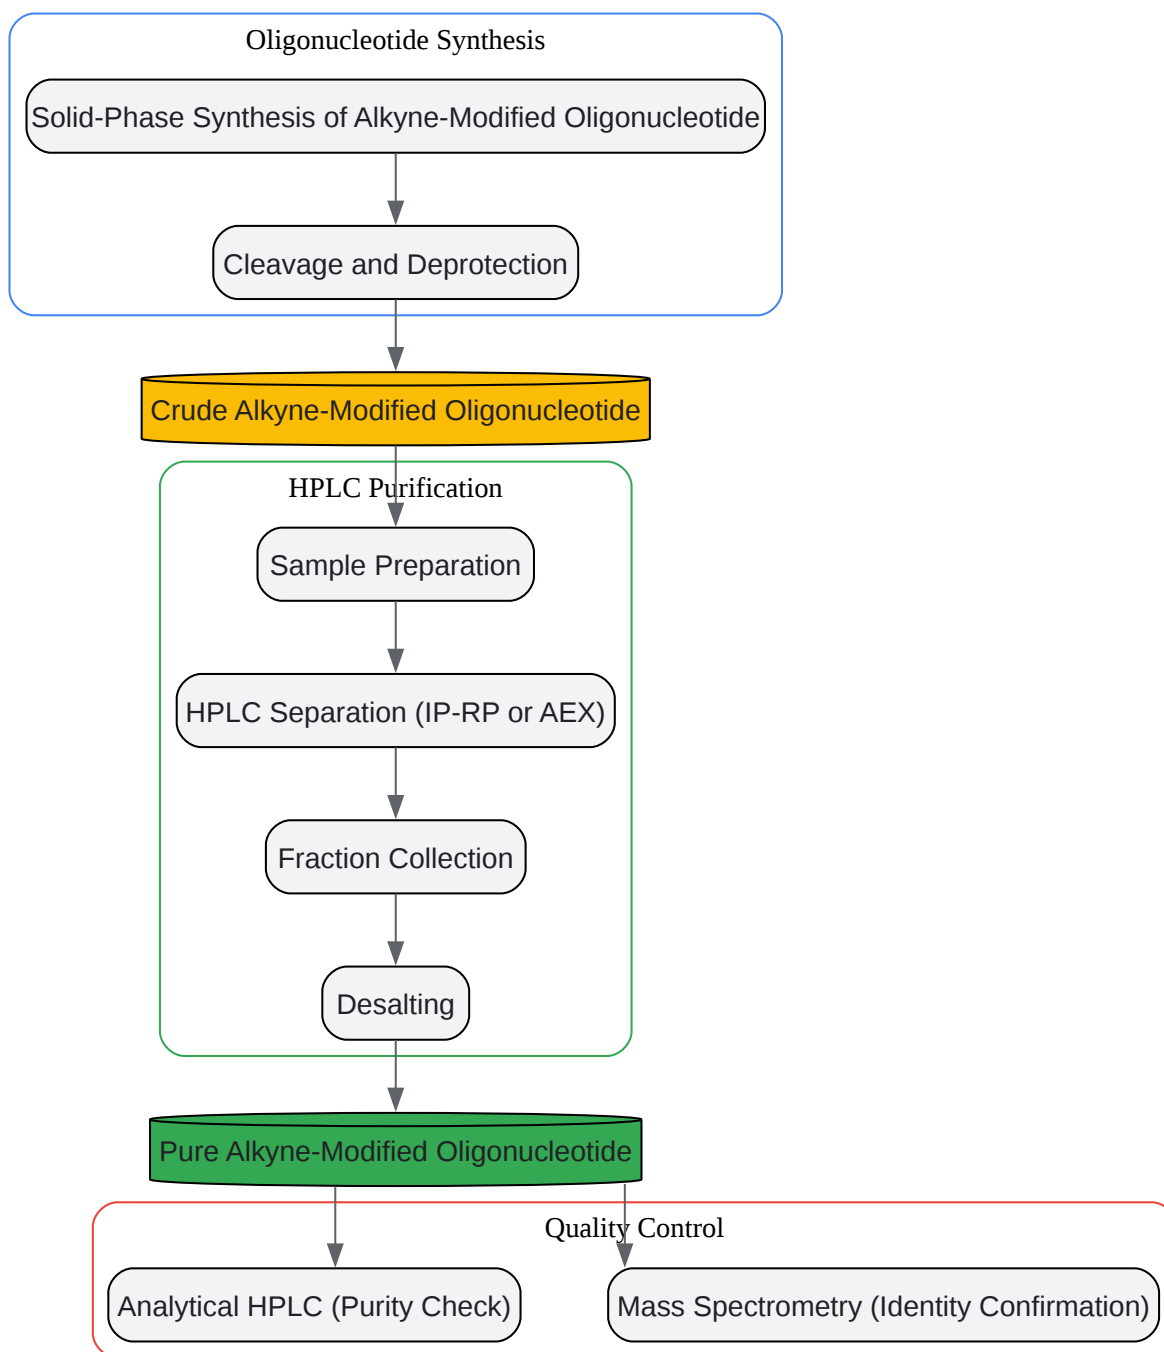 Oligonucleotide Synthesis
Solid-Phase Synthesis of Alkyne-Modified Oligonucleotide
Cleavage and Deprotection
Crude Alkyne-Modified Oligonucleotide
HPLC Purification
Sample Preparation
HPLC Separation (IP-RP or AEX)
Fraction Collection
Desalting
Pure Alkyne-Modified Oligonucleotide
Quality Control
Analytical HPLC (Purity Check)
Mass Spectrometry (Identity Confirmation)